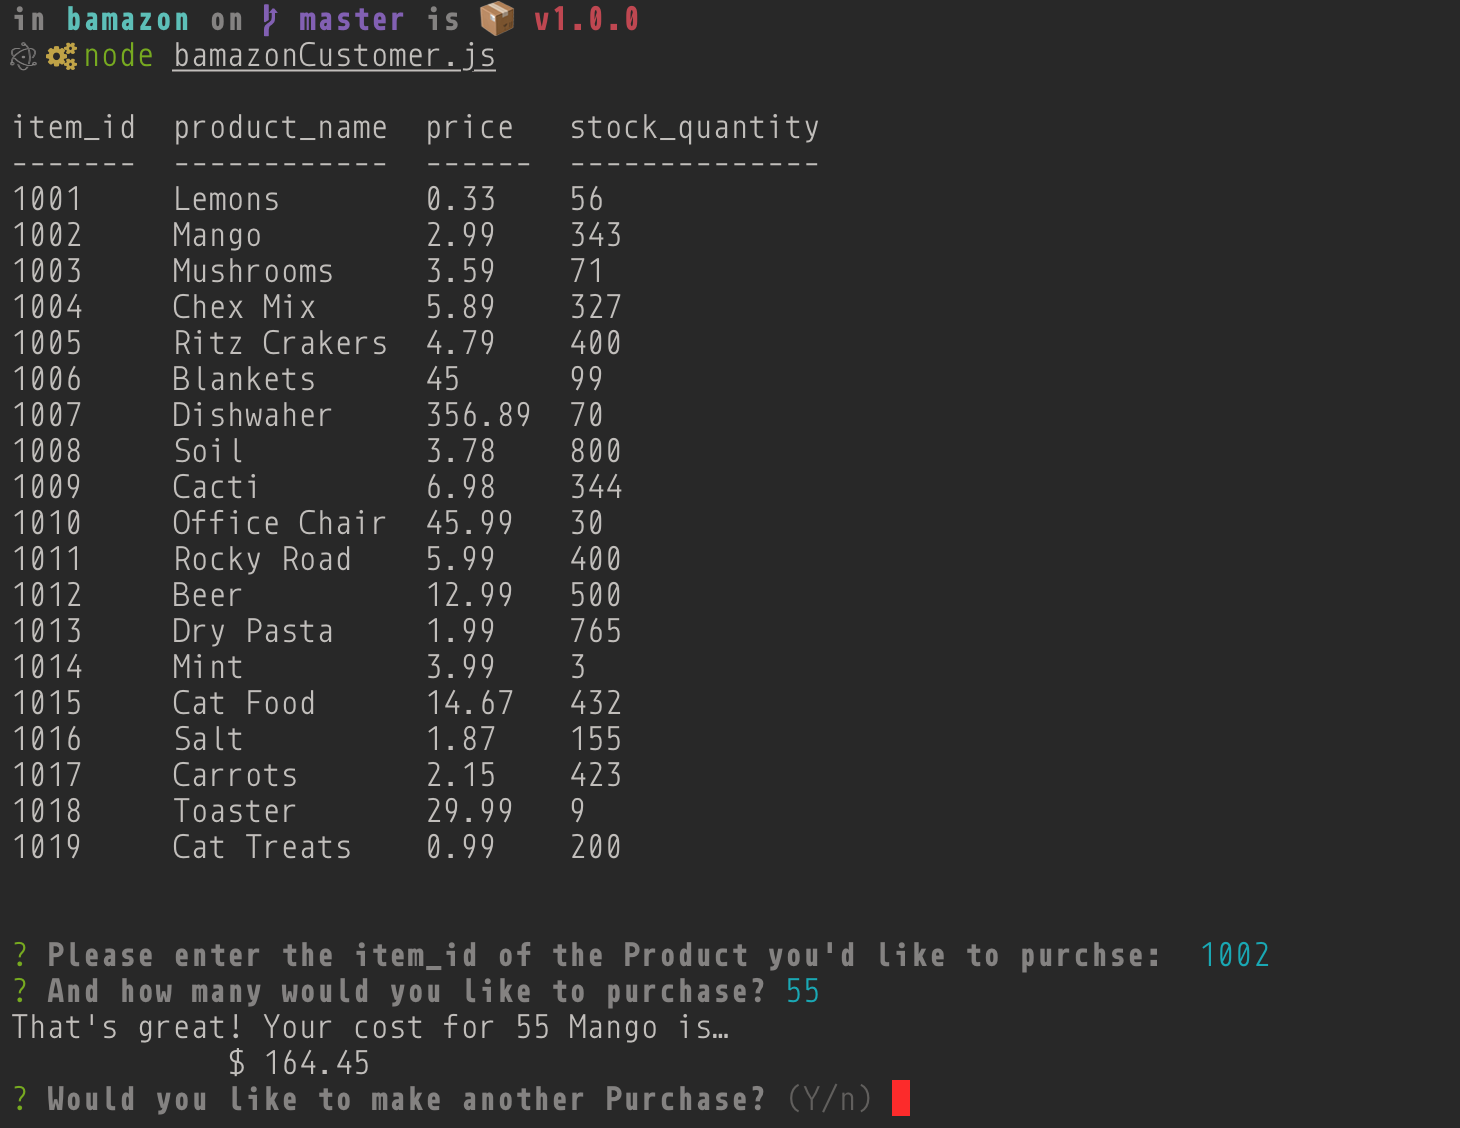 in bamazon on master is 📦 v1.0.0
node bamazonCustomer.js
item_id  product_name  price   stock_quantity
-------  ------------  ------  --------------
1001     Lemons        0.33    56
1002     Mango         2.99    343
1003     Mushrooms     3.59    71
1004     Chex Mix      5.89    327
1005     Ritz Crakers  4.79    400
1006     Blankets      45      99
1007     Dishwaher     356.89  70
1008     Soil          3.78    800
1009     Cacti         6.98    344
1010     Office Chair  45.99   30
1011     Rocky Road    5.99    400
1012     Beer          12.99   500
1013     Dry Pasta     1.99    765
1014     Mint          3.99    3
1015     Cat Food      14.67   432
1016     Salt          1.87    155
1017     Carrots       2.15    423
1018     Toaster       29.99   9
1019     Cat Treats    0.99    200
? Please enter the item_id of the Product you'd like to purchse:  1002
? And how many would you like to purchase? 55
That's great! Your cost for 55 Mango is…
$ 164.45
? Would you like to make another Purchase? (Y/n)